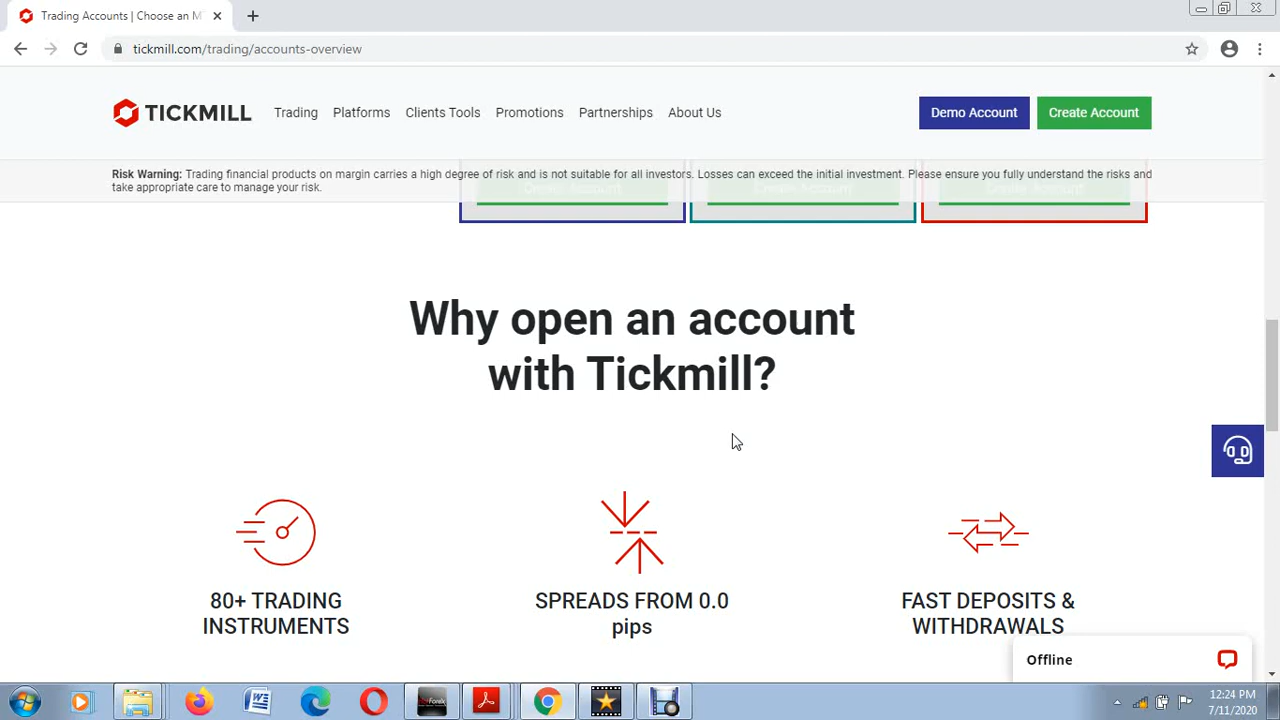 Trading Accounts | Choose an M
tickmill.com/trading/accounts-overview
TICKMILL
Trading
Platforms
Clients Tools
Promotions
Partnerships
About Us
Demo Account
Create Account
Risk Warning: Trading financial products on margin carries a high degree of risk and is not suitable for all investors. Losses can exceed the initial investment. Please ensure you fully understand the risks and
take appropriate care to manage your risk.
Why open an account
with Tickmill?
80+ TRADING
INSTRUMENTS
SPREADS FROM 0.0
pips
FAST DEPOSITS &
WITHDRAWALS
Offline
12:24 PM
7/11/2020